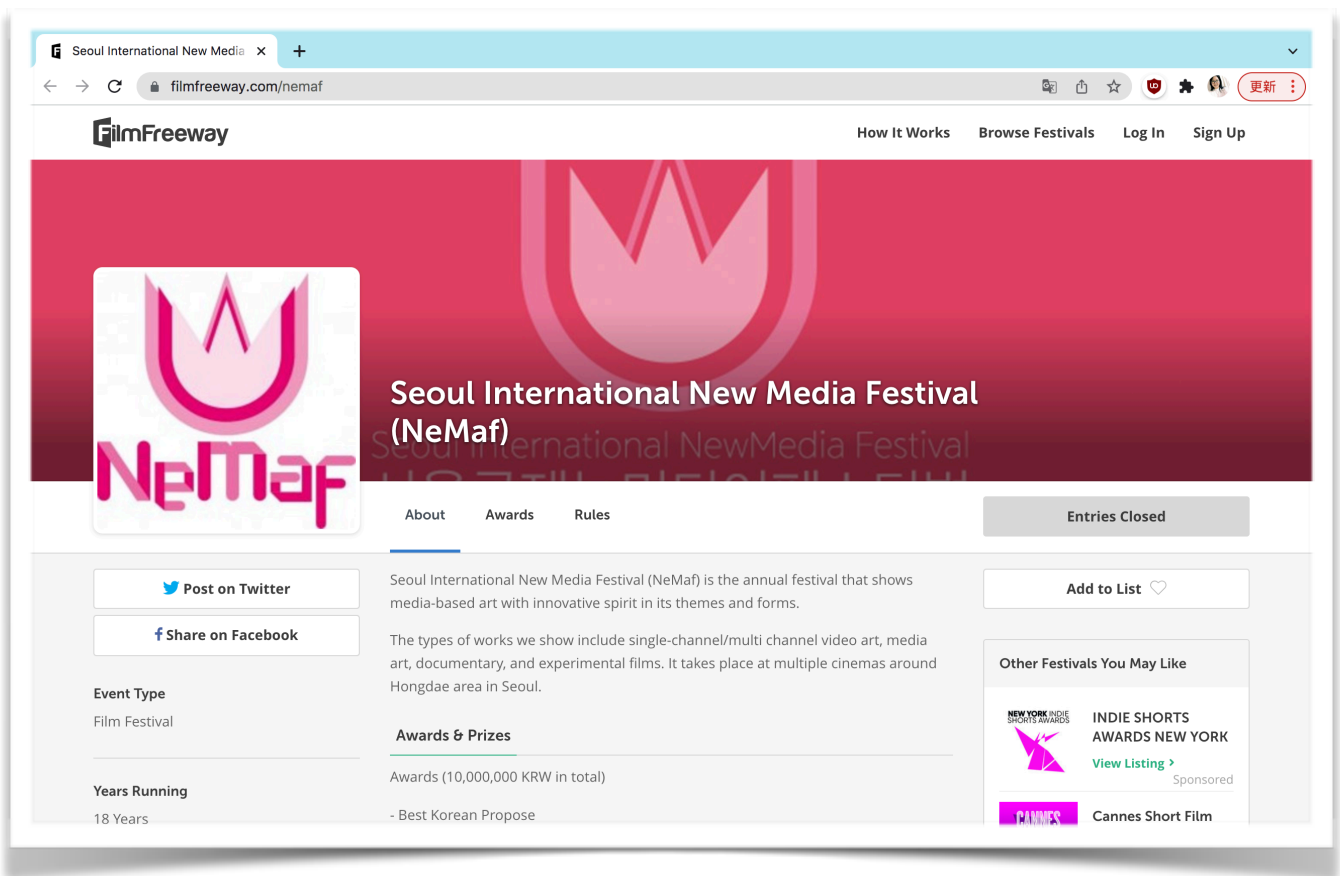 Seoul International New Media
filmfreeway.com/nemaf
更新
FilmFreeway
How It Works
Browse Festivals
Log In
Sign Up
Seoul International New Media Festival
(NeMaf)
Seoul International NewMedia Festival
NeMaf
About
Awards
Rules
Entries Closed
Post on Twitter
Share on Facebook
Event Type
Film Festival
Years Running
18 Years
Seoul International New Media Festival (NeMaf) is the annual festival that shows
media-based art with innovative spirit in its themes and forms.
The types of works we show include single-channel/multi channel video art, media
art, documentary, and experimental films. It takes place at multiple cinemas around
Hongdae area in Seoul.
Awards & Prizes
Awards (10,000,000 KRW in total)
- Best Korean Propose
Add to List
Other Festivals You May Like
NEW YORK INDIE
SHORTS AWARDS
INDIE SHORTS
AWARDS NEW YORK
View Listing >
Sponsored
CANNES
Cannes Short Film